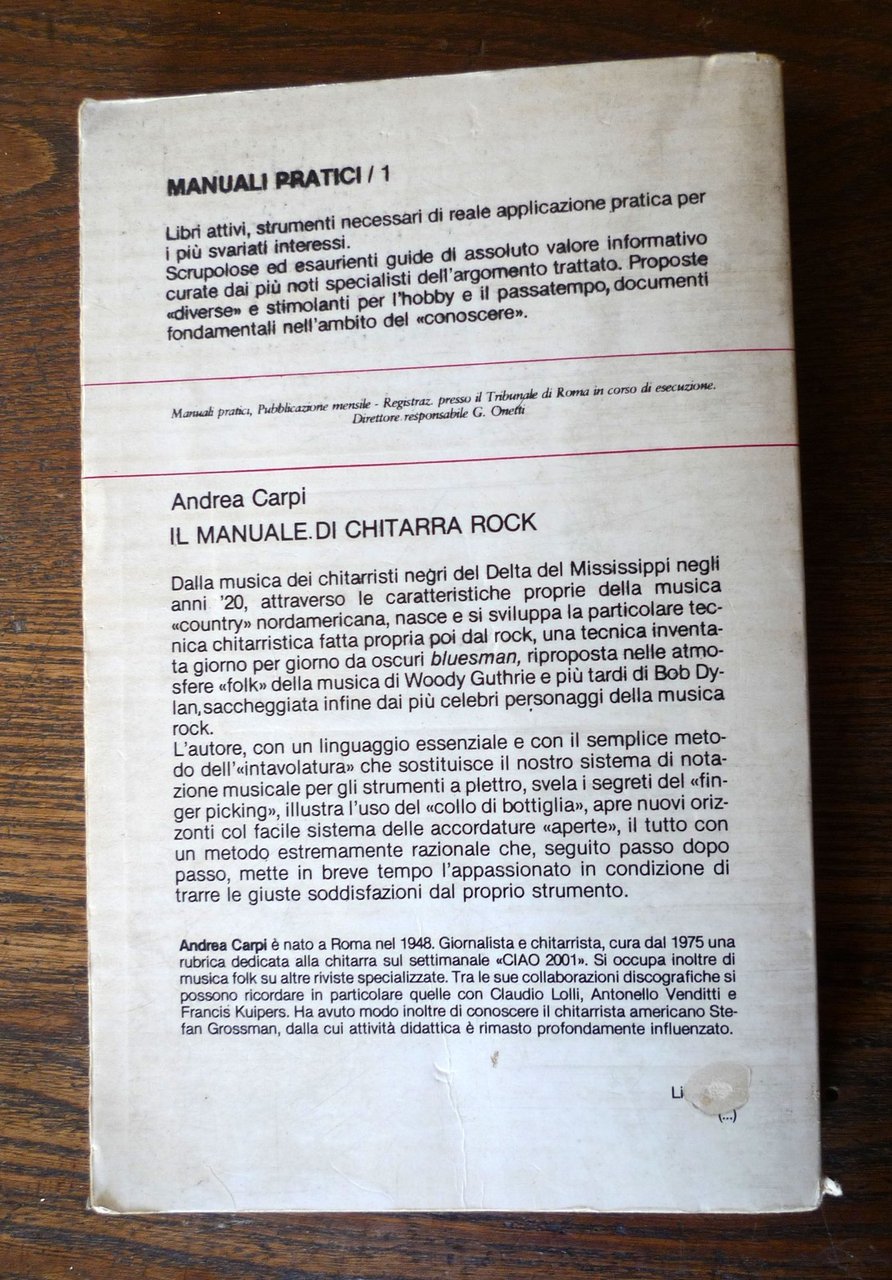 MANUALI PRATICI / 1
Libri attivi, strumenti necessari di reale applicazione pratica per
i più svariati interessi.
Scrupolose ed esaurienti guide di assoluto valore informativo
curate dai più noti specialisti dell'argomento trattato. Proposte
«diverse» e stimolanti per l'hobby e il passatempo, documenti
fondamentali nell'ambito del «conoscere».
Manuali pratici, Pubblicazione mensile - Registraz. presso il Tribunale di Roma in corso di esecuzione.
Direttore responsabile G. Onetti
Andrea Carpi
IL MANUALE DI CHITARRA ROCK
Dalla musica dei chitarristi negri del Delta del Mississippi negli
anni '20, attraverso le caratteristiche proprie della musica
«country» nordamericana, nasce e si sviluppa la particolare tec-
nica chitarristica fatta propria poi dal rock, una tecnica inventa-
ta giorno per giorno da oscuri bluesman, riproposta nelle atmo-
sfere «folk» della musica di Woody Guthrie e più tardi di Bob Dy-
lan, saccheggiata infine dai più celebri personaggi della musica
rock.
L'autore, con un linguaggio essenziale e con il semplice meto-
do dell'«intavolatura» che sostituisce il nostro sistema di nota-
zione musicale per gli strumenti a plettro, svela i segreti del «fin-
ger picking», illustra l'uso del «collo di bottiglia», apre nuovi oriz-
zonti col facile sistema delle accordature «aperte», il tutto con
un metodo estremamente razionale che, seguito passo dopo
passo, mette in breve tempo l'appassionato in condizione di
trarre le giuste soddisfazioni dal proprio strumento.
Andrea Carpi è nato a Roma nel 1948. Giornalista e chitarrista, cura dal 1975 una
rubrica dedicata alla chitarra sul settimanale «CIAO 2001». Si occupa inoltre di
musica folk su altre riviste specializzate. Tra le sue collaborazioni discografiche si
possono ricordare in particolare quelle con Claudio Lolli, Antonello Venditti e
Francis Kuipers. Ha avuto modo inoltre di conoscere il chitarrista americano Ste-
fan Grossman, dalla cui attività didattica è rimasto profondamente influenzato.
(...)